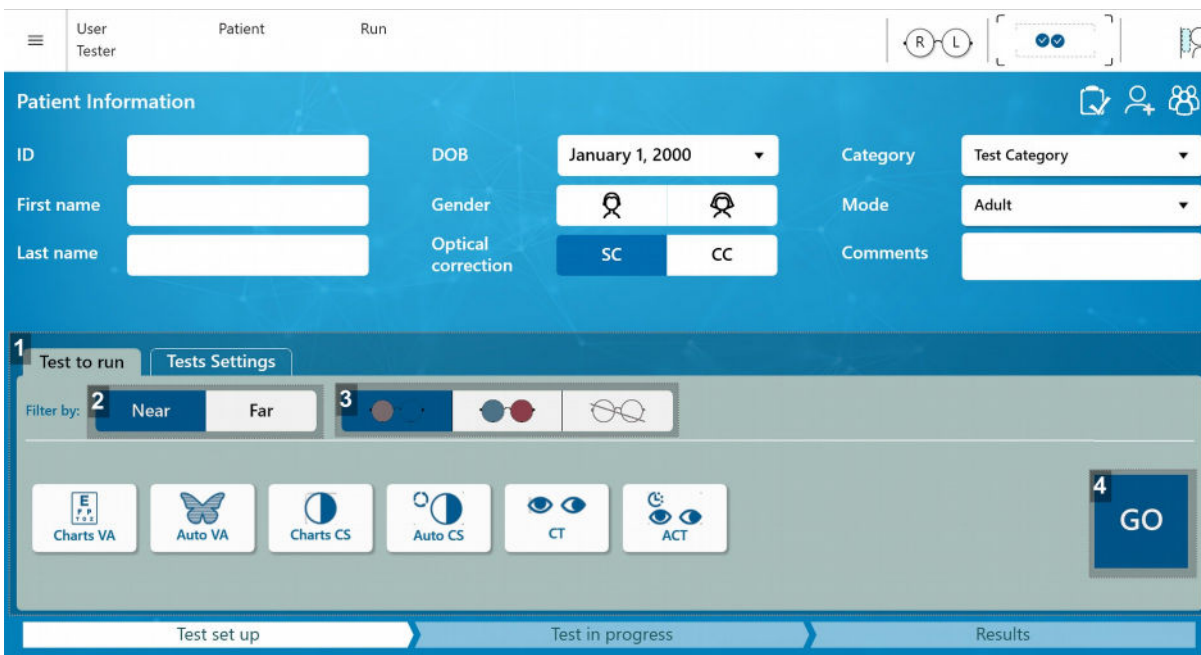 User Patient Run
Tester
R L
Patient Information
ID DOB January 1, 2000 Category Test Category
First name Gender Mode Adult
Last name Optical correction SC CC Comments
1 Test to run Tests Settings
Filter by: 2 Near Far 3
4
GO
E
F P
T O Z
Charts VA Auto VA Charts CS Auto CS CT ACT
Test set up Test in progress Results